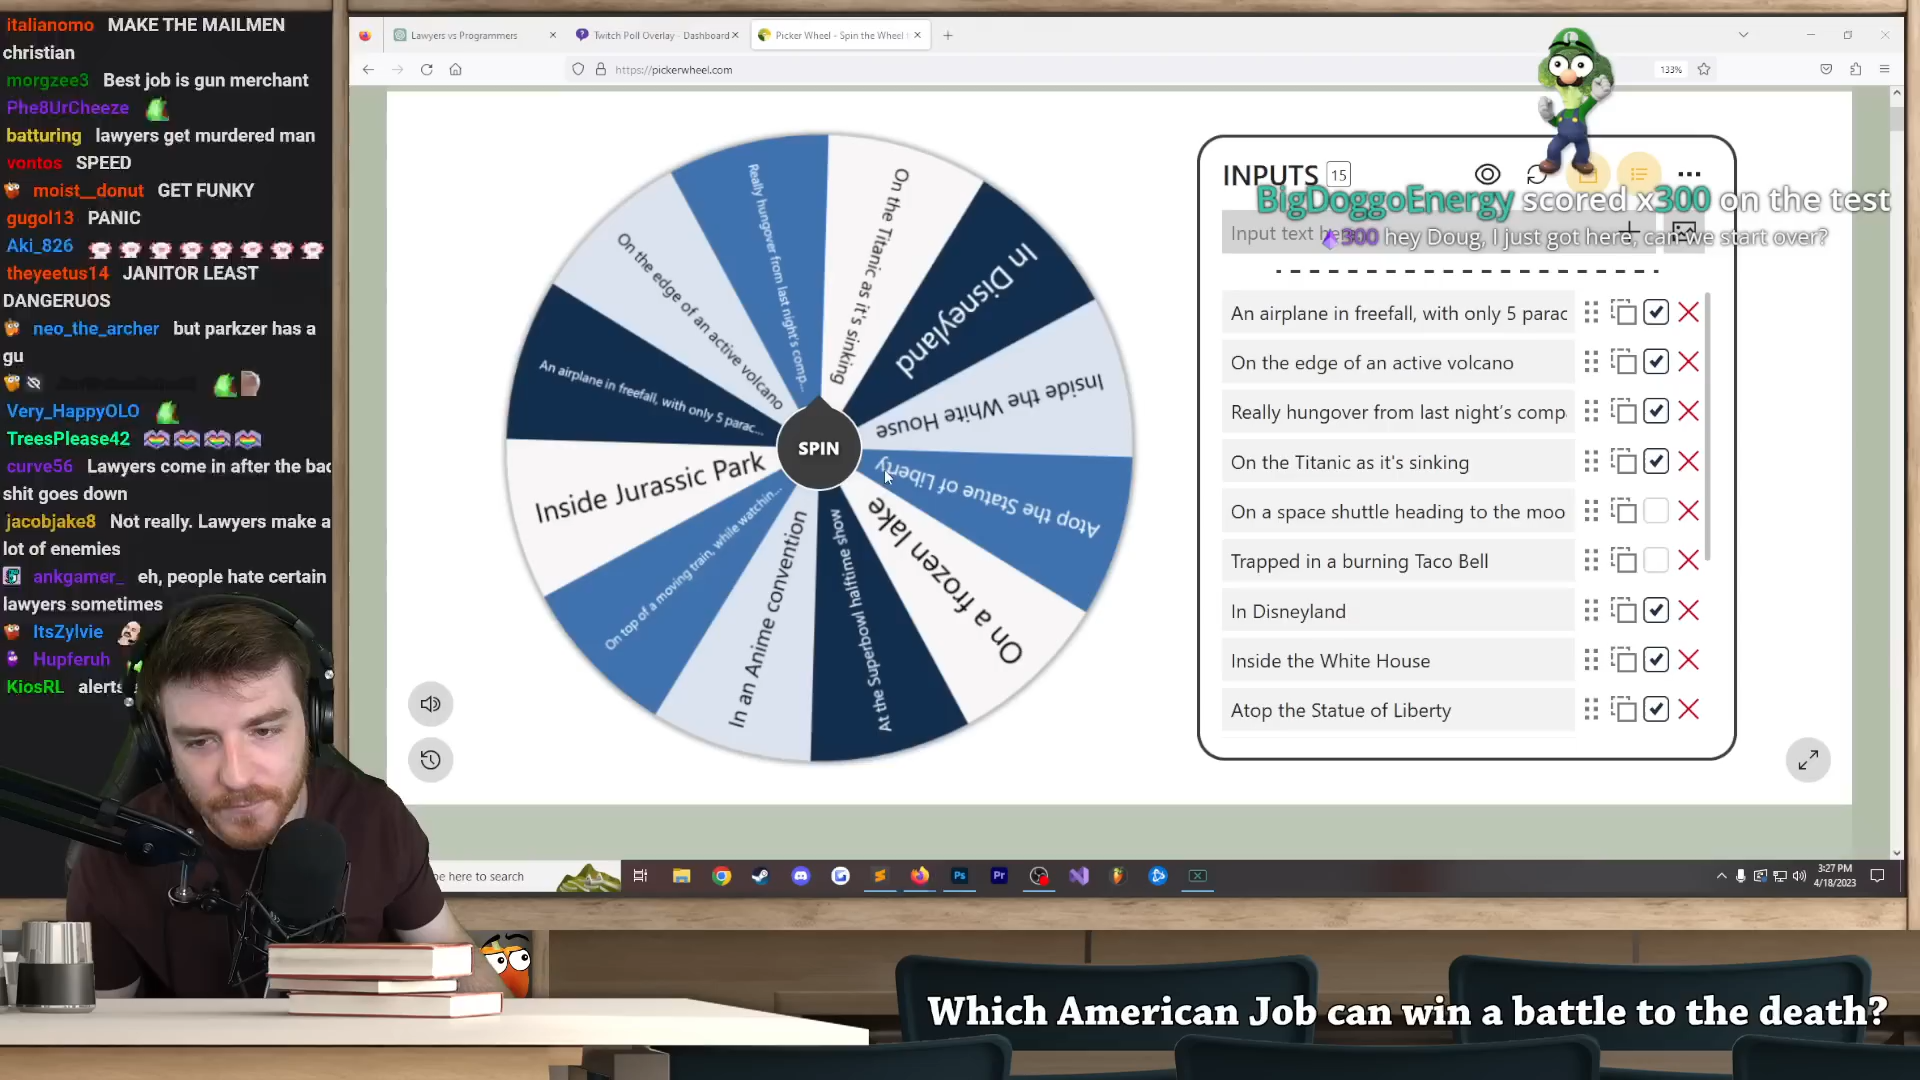 italianomo MAKE THE MAILMEN
christian
morgzee3 Best job is gun merchant
Phe8UrCheeze
batturing lawyers get murdered man
vontos SPEED
moist__donut GET FUNKY
gugol13 PANIC
Aki_826
theyeetus14 JANITOR LEAST
DANGERUOS
neo_the_archer but parkzer has a
gu
Very_HappyOLO
TreesPlease42
curve56 Lawyers come in after the bad
shit goes down
jacobjake8 Not really. Lawyers make a
lot of enemies
ankgamer_ eh, people hate certain
lawyers sometimes
ItsZylvie
Hupferuh
KiosRL alerts
Lawyers vs Programmers
Twitch Poll Overlay - Dashboard
Picker Wheel - Spin the Wheel
https://pickerwheel.com
133%
Really hungover from last night's comp...
On the Titanic as it's sinking
In Disneyland
Inside the White House
Atop the Statue of Liberty
On a frozen lake
At the Superbowl halftime show
In an Anime convention
On top of a moving train, while watchin...
Inside Jurassic Park
An airplane in freefall, with only 5 parac...
On the edge of an active volcano
SPIN
INPUTS 15
BigDoggoEnergy scored x300 on the test
Input text he
300 hey Doug, I just got here, can we start over?
An airplane in freefall, with only 5 parac
On the edge of an active volcano
Really hungover from last night's comp
On the Titanic as it's sinking
On a space shuttle heading to the moo
Trapped in a burning Taco Bell
In Disneyland
Inside the White House
Atop the Statue of Liberty
pe here to search
Ps
Pr
3:27 PM
4/18/2023
Which American Job can win a battle to the death?